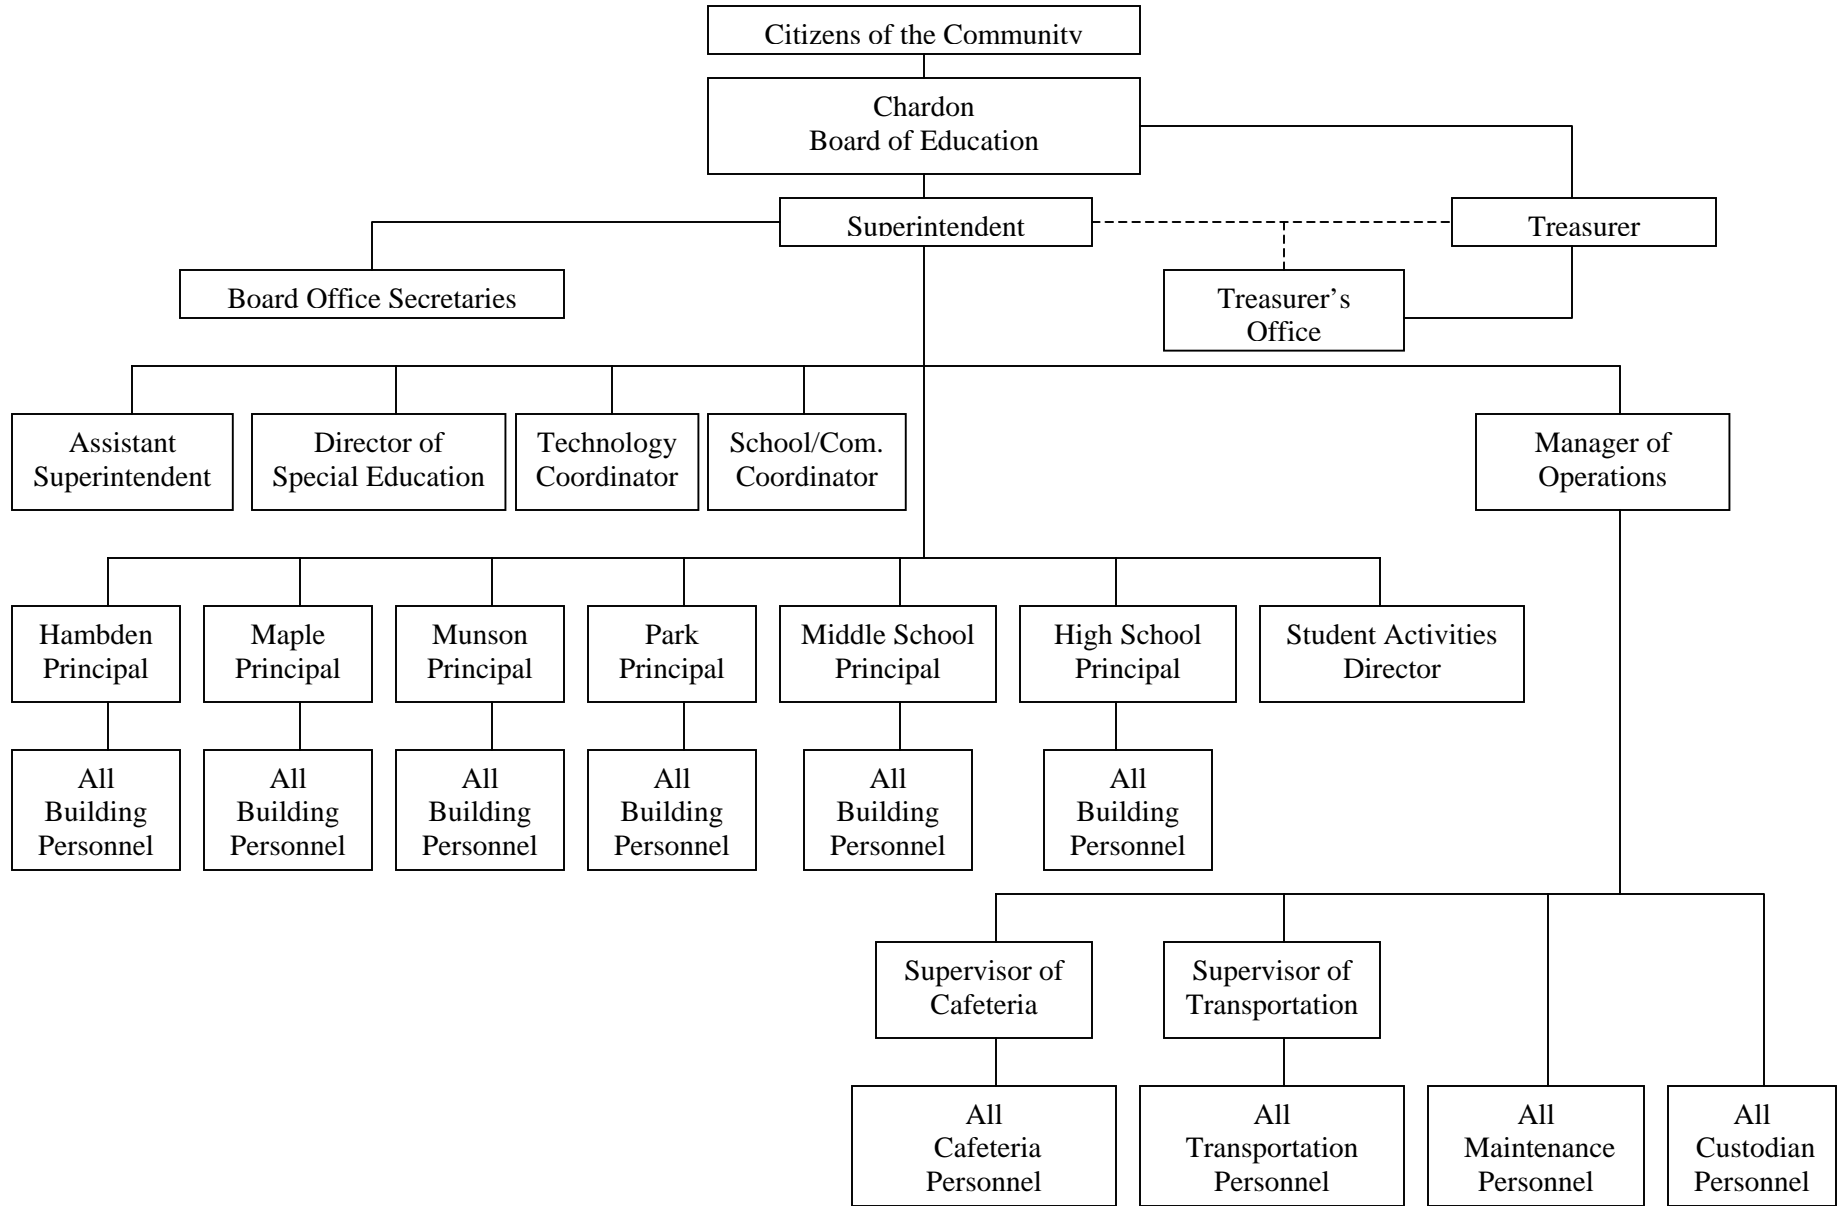 Citizens of the Community
Chardon
Board of Education
Superintendent
Treasurer
Board Office Secretaries
Treasurer’s
Office
Assistant
Superintendent
Director of
Special Education
Technology
Coordinator
School/Com.
Coordinator
Manager of
Operations
Hambden
Principal
Maple
Principal
Munson
Principal
Park
Principal
Middle School
Principal
High School
Principal
Student Activities
Director
All
Building
Personnel
All
Building
Personnel
All
Building
Personnel
All
Building
Personnel
All
Building
Personnel
All
Building
Personnel
Supervisor of
Cafeteria
Supervisor of
Transportation
All
Cafeteria
Personnel
All
Transportation
Personnel
All
Maintenance
Personnel
All
Custodian
Personnel